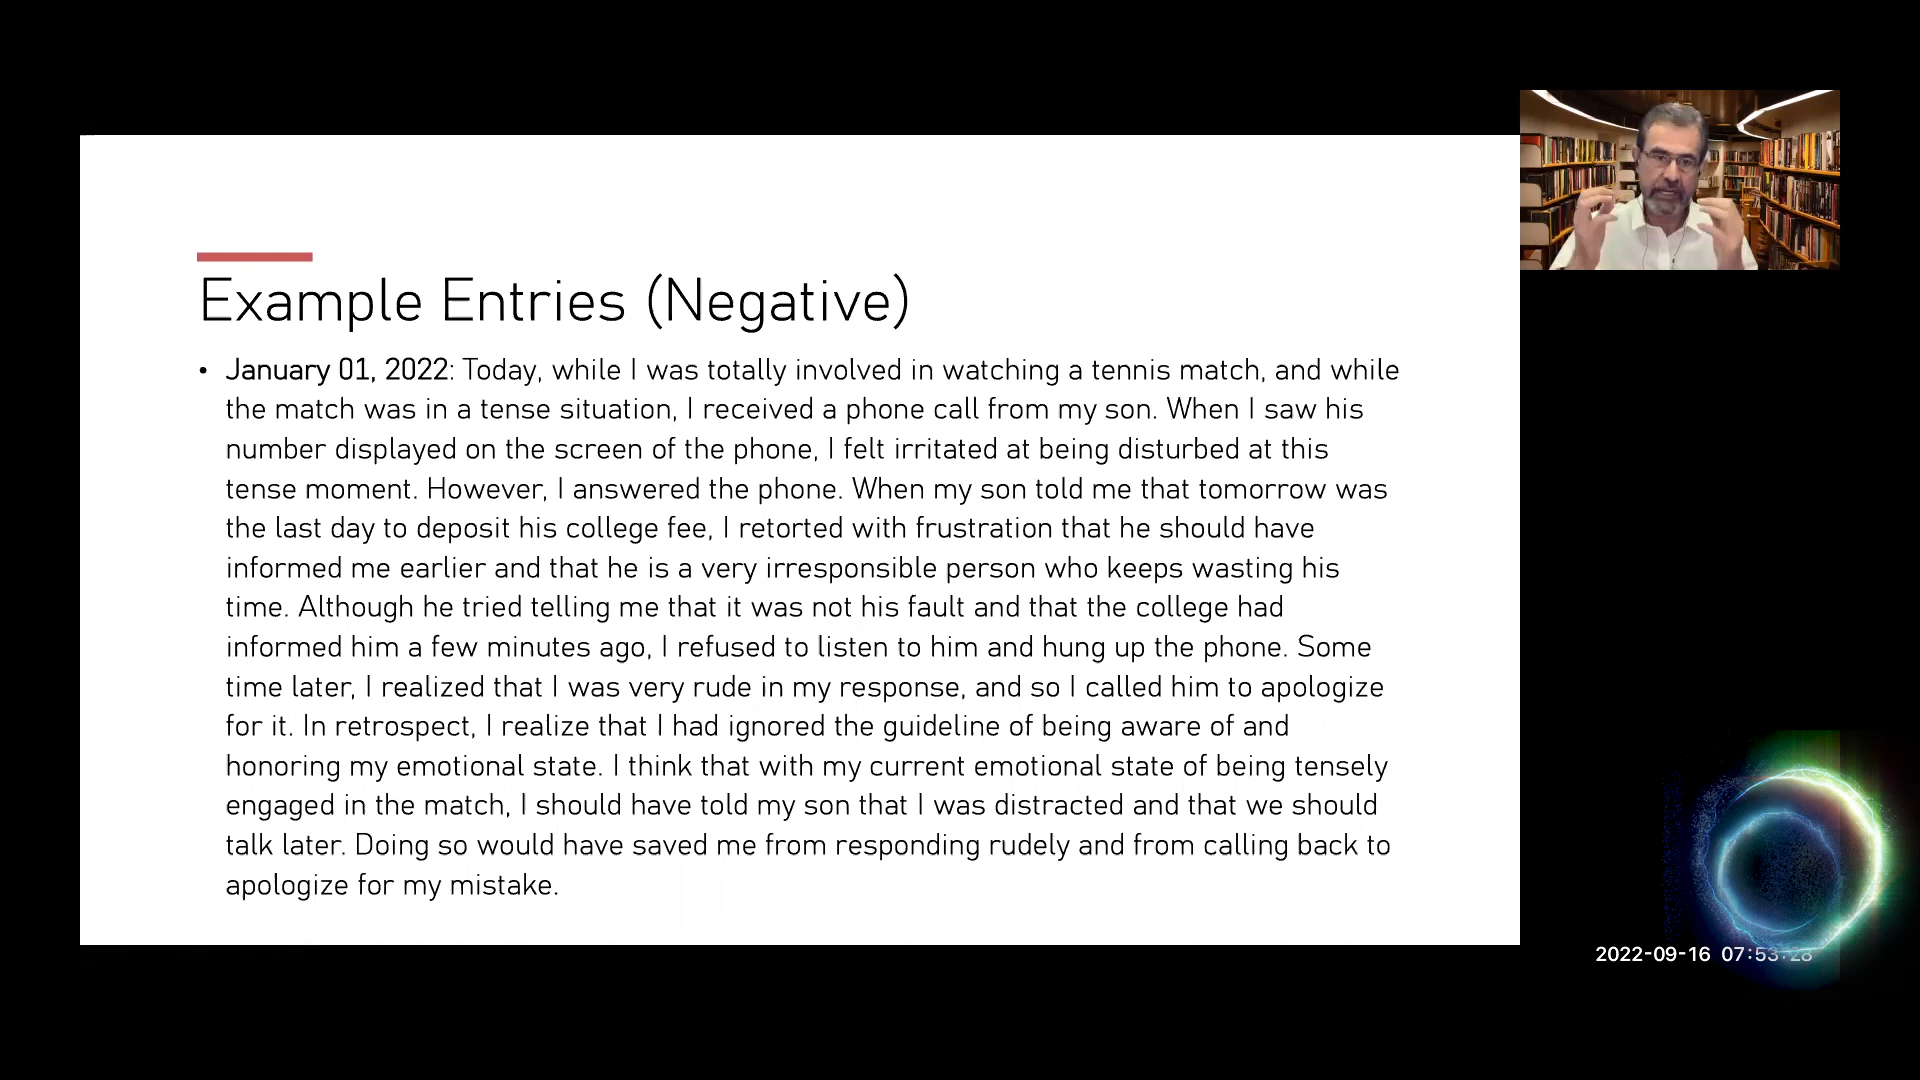 Example Entries (Negative)
• January 01, 2022: Today, while I was totally involved in watching a tennis match, and while
the match was in a tense situation, I received a phone call from my son. When I saw his
number displayed on the screen of the phone, I felt irritated at being disturbed at this
tense moment. However, I answered the phone. When my son told me that tomorrow was
the last day to deposit his college fee, I retorted with frustration that he should have
informed me earlier and that he is a very irresponsible person who keeps wasting his
time. Although he tried telling me that it was not his fault and that the college had
informed him a few minutes ago, I refused to listen to him and hung up the phone. Some
time later, I realized that I was very rude in my response, and so I called him to apologize
for it. In retrospect, I realize that I had ignored the guideline of being aware of and
honoring my emotional state. I think that with my current emotional state of being tensely
engaged in the match, I should have told my son that I was distracted and that we should
talk later. Doing so would have saved me from responding rudely and from calling back to
apologize for my mistake.
2022-09-16 07:53:28